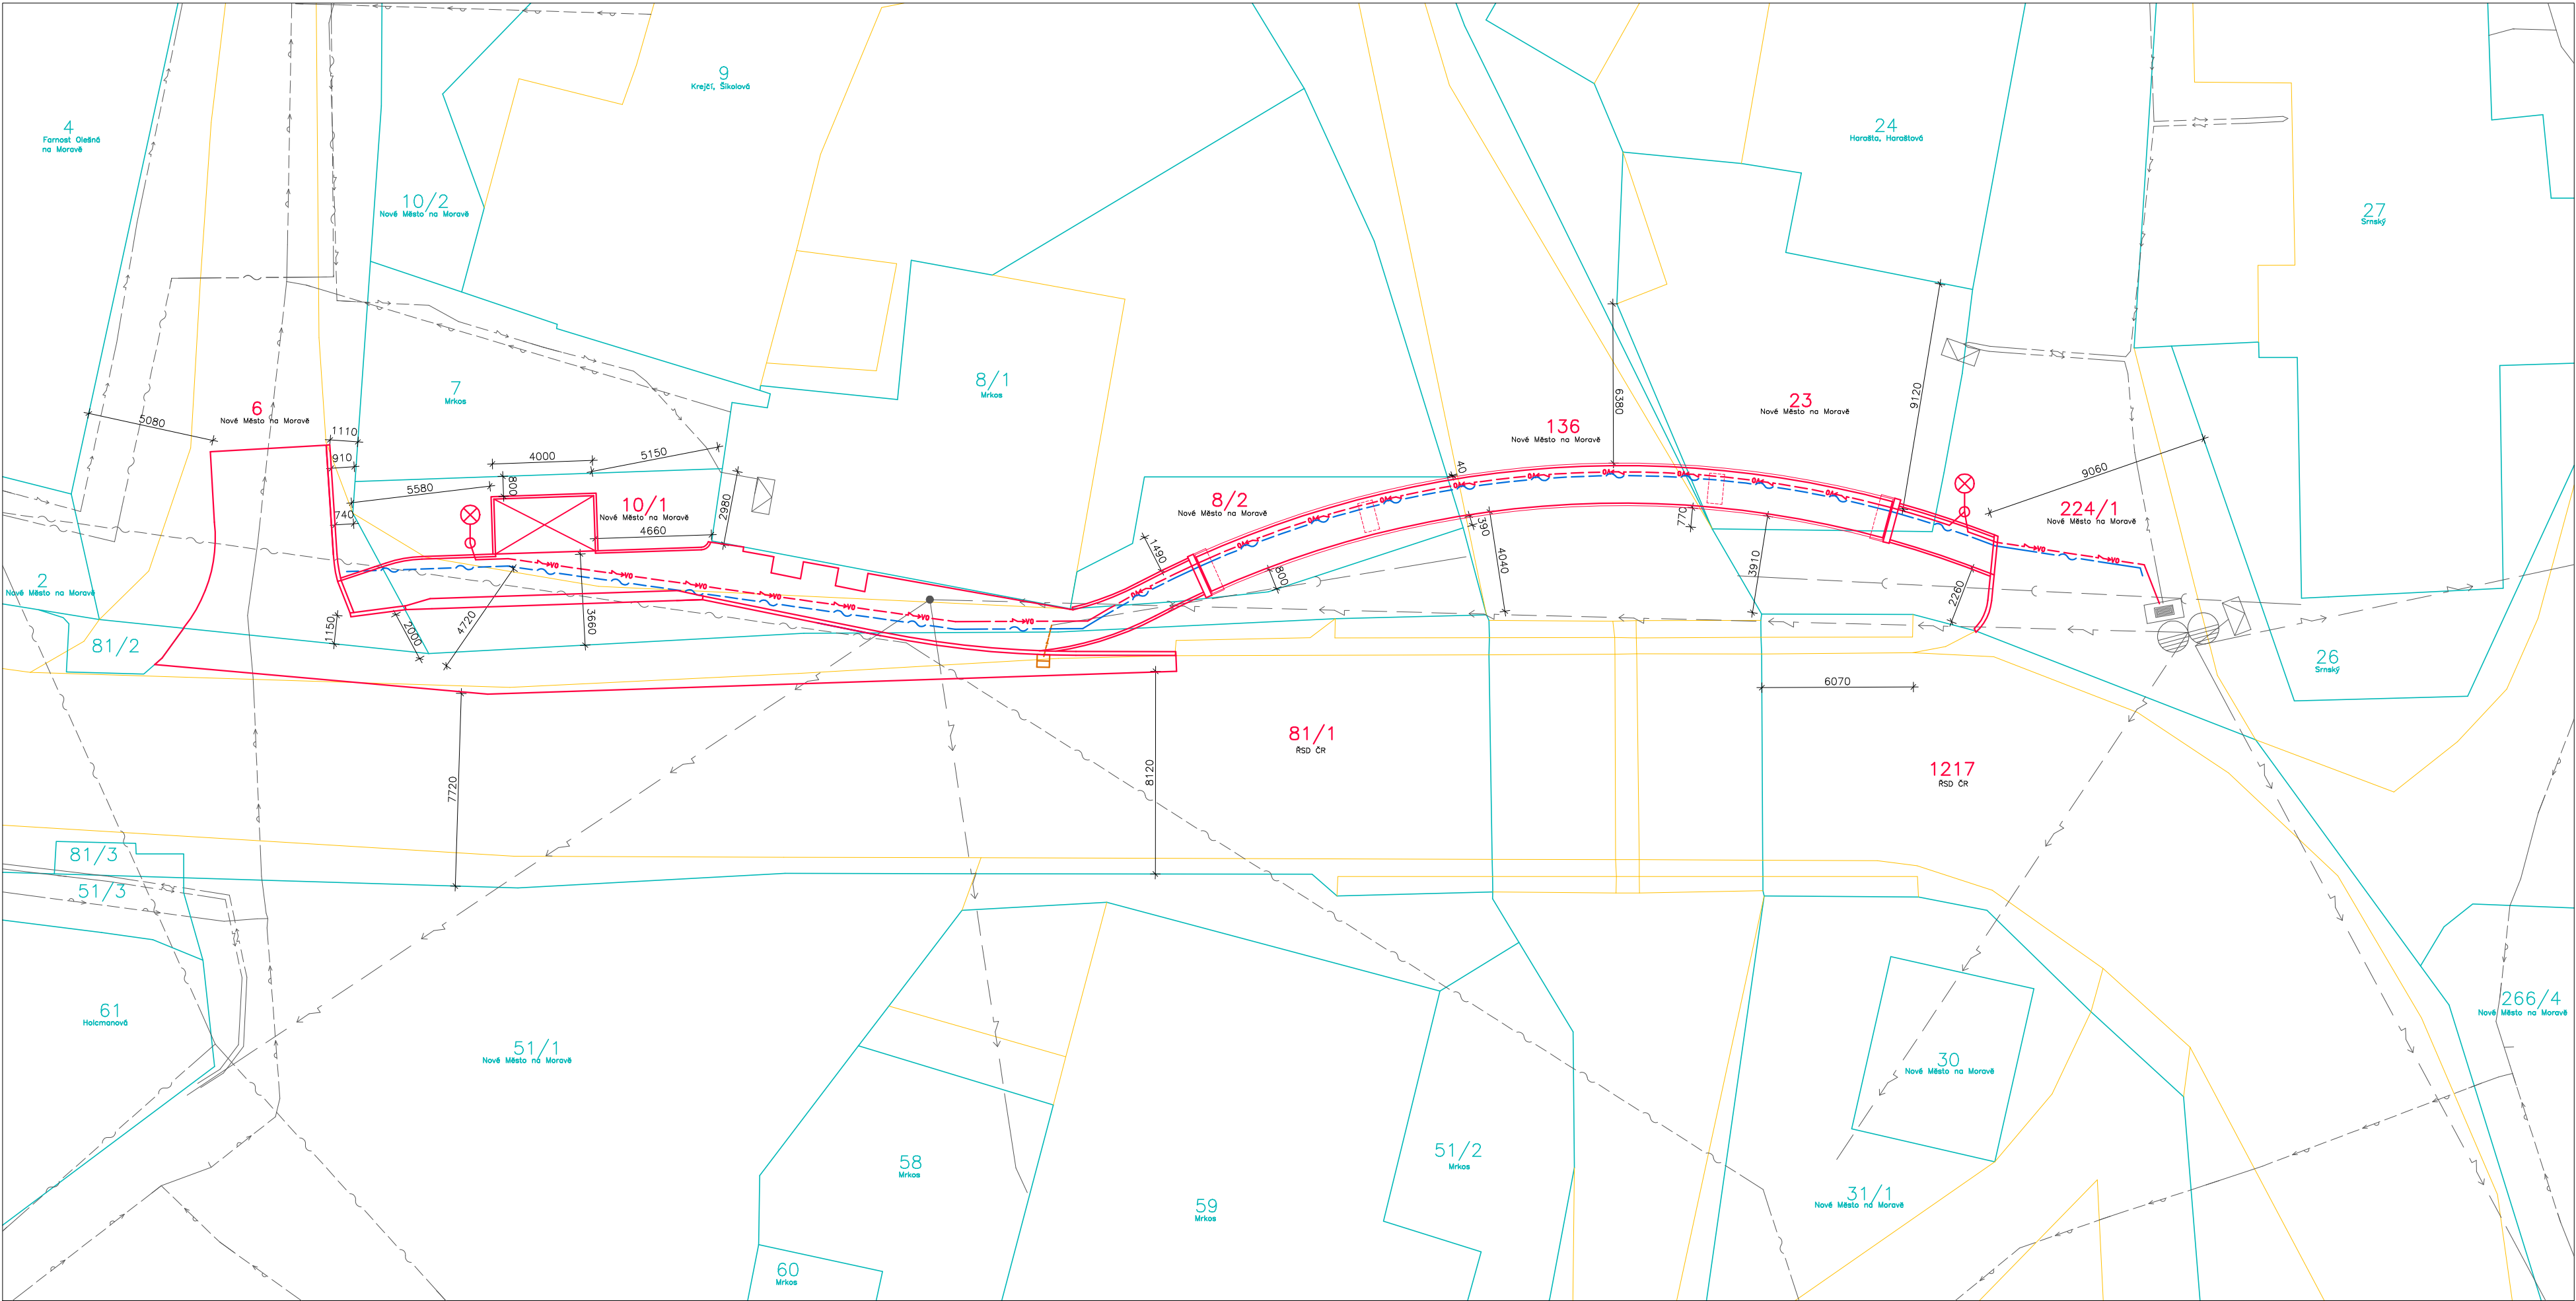 9
Krejčí, Šikolová
4
Farnost Olešná
na Moravě
24
Harašta, Haraštová
10/2
Nové Město na Moravě
27
Srnský
7
Mrkos
8/1
Mrkos
6
Nové Město na Moravě
5080
1110
910
740
5580
4000
5150
800
2980
10/1
Nové Město na Moravě
4660
136
Nové Město na Moravě
6380
23
Nové Město na Moravě
9120
9060
224/1
Nové Město na Moravě
40
8/2
Nové Město na Moravě
1490
800
390
4040
770
3910
2260
2
Nové Město na Moravě
81/2
1150
2000
4720
3660
26
Srnský
6070
81/1
ŘSD ČR
1217
ŘSD ČR
7720
8120
81/3
51/3
61
Holcmanová
51/1
Nové Město na Moravě
266/4
Nové Město na Moravě
30
Nové Město na Moravě
58
Mrkos
51/2
Mrkos
59
Mrkos
31/1
Nové Město na Moravě
60
Mrkos